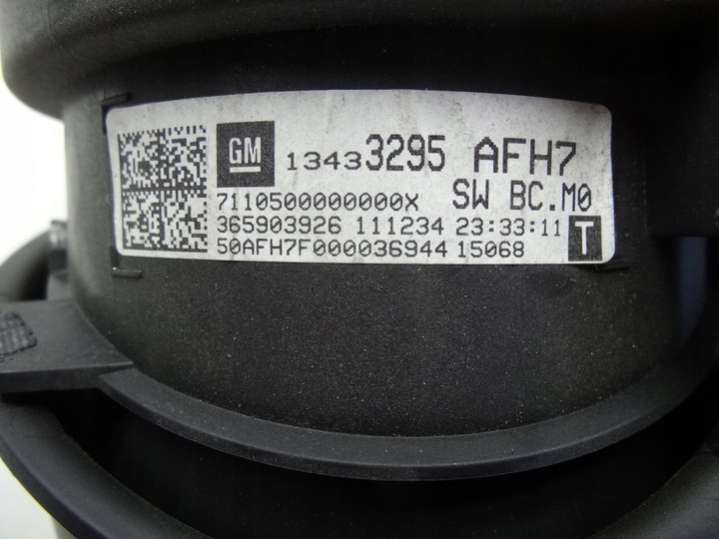 GM 13433295 AFH7
7110500000000X SW BC.M0
365903926 111234 23:33:11
50AFH7F000036944 15068 T